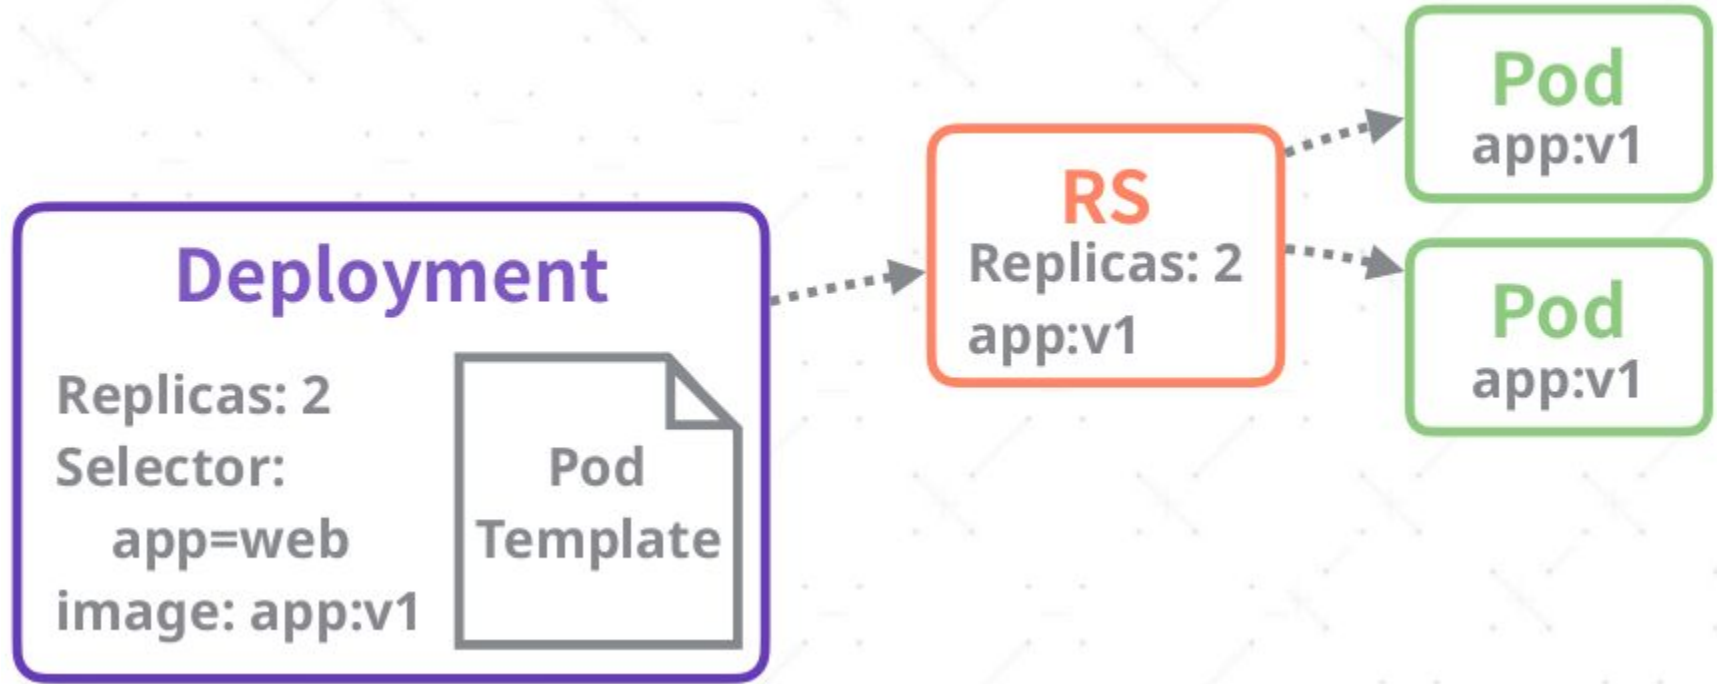 Deployment
Replicas: 2
Selector:
app=web
image: app:v1
Pod
Template
RS
Replicas: 2
app:v1
Pod
app:v1
Pod
app:v1